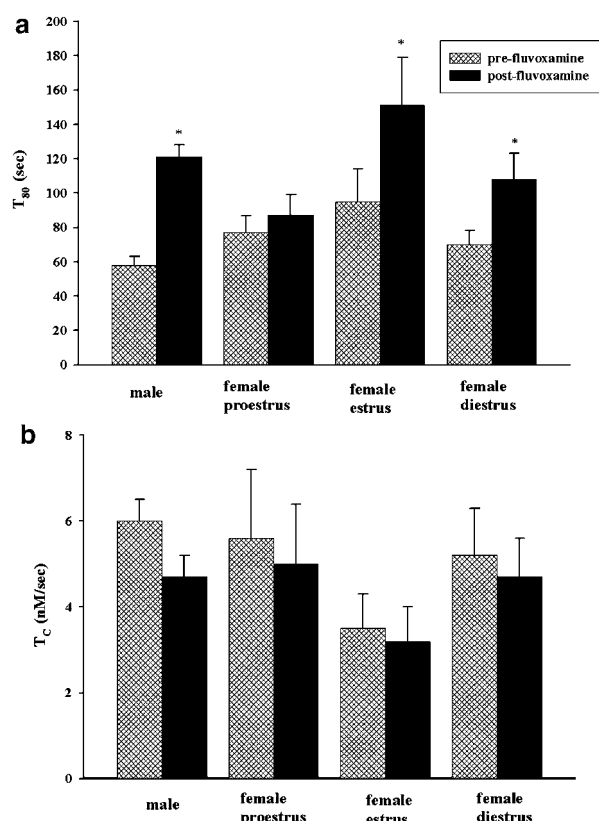 a
200
180
160
140
120
100
80
60
40
20
0
T80 (sec)
*
*
*
pre-fluvoxamine
post-fluvoxamine
male
female
proestrus
female
estrus
female
diestrus
b
8
6
4
2
0
TC (nM/sec)
male
female
proestrus
female
estrus
female
diestrus